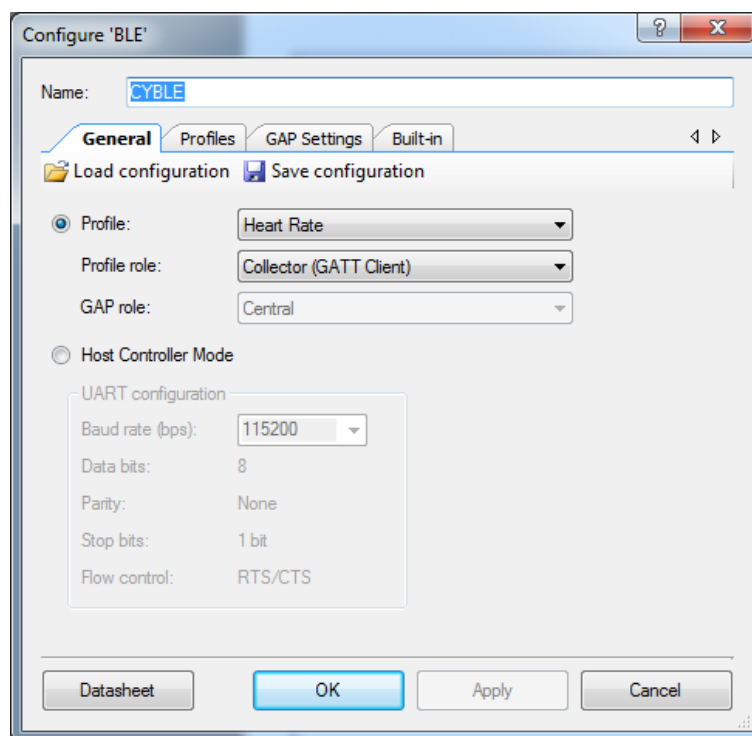 Configure 'BLE'
Name: CYBLE
General Profiles GAP Settings Built-in
Load configuration Save configuration
Profile: Heart Rate
Profile role: Collector (GATT Client)
GAP role: Central
Host Controller Mode
UART configuration
Baud rate (bps): 115200
Data bits: 8
Parity: None
Stop bits: 1 bit
Flow control: RTS/CTS
Datasheet OK Apply Cancel